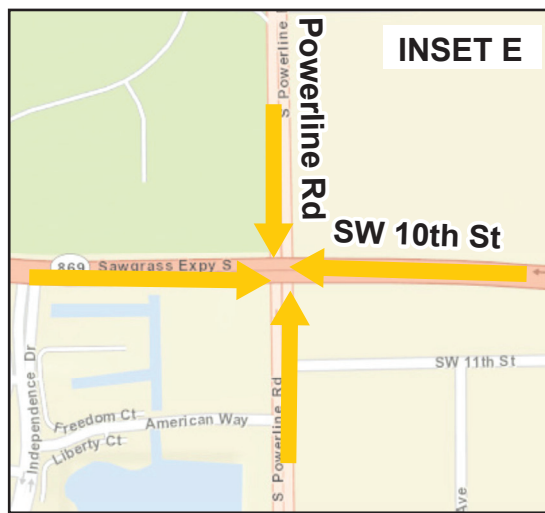 INSET E
S Powerline
Powerline Rd
SW 10th St
869
Sawgrass Expy S
SW 11th St
Independence Dr
Freedom Ct
American Way
Liberty Ct
S Powerline Rd
Ave